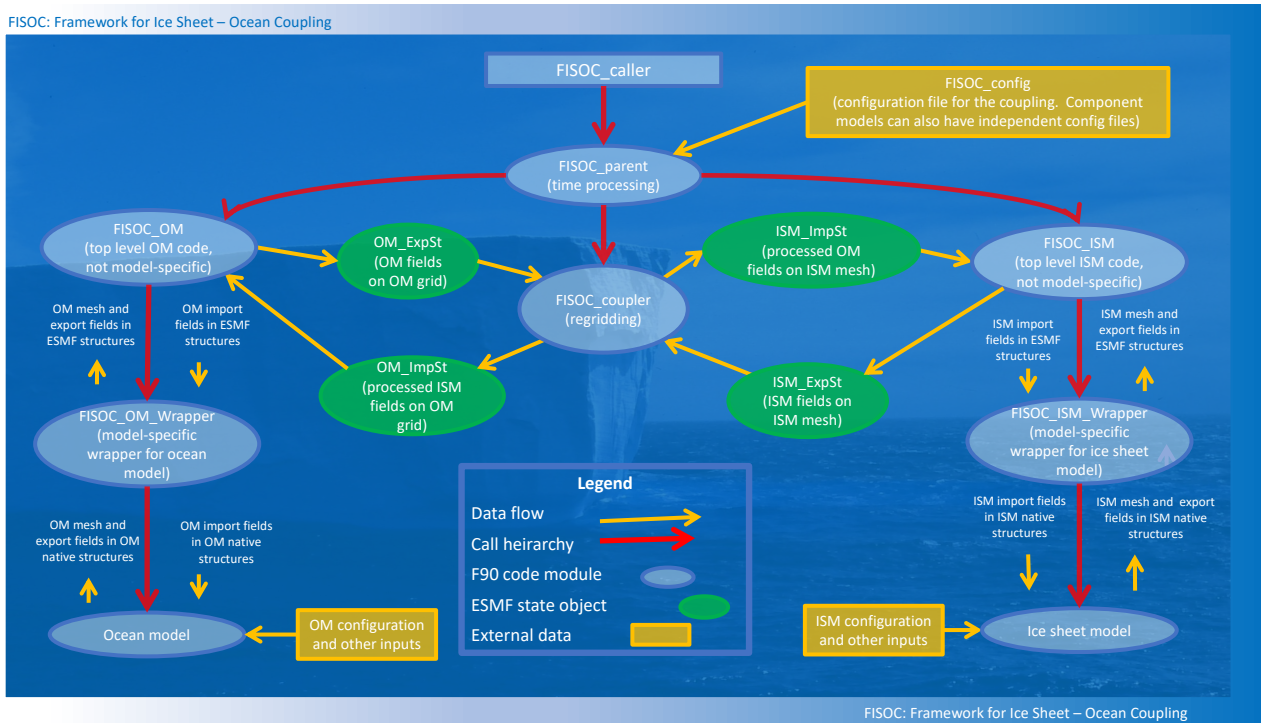 FISOC: Framework for Ice Sheet – Ocean Coupling
FISOC_caller
FISOC_config
(configuration file for the coupling.  Component
models can also have independent config files)
FISOC_parent
(time processing)
FISOC_OM
(top level OM code,
not model-specific)
OM_ExpSt
(OM fields
on OM grid)
ISM_ImpSt
(processed OM
fields on ISM mesh)
FISOC_ISM
(top level ISM code,
not model-specific)
FISOC_coupler
(regridding)
OM mesh and
export fields in
ESMF structures
OM import
fields in ESMF
structures
ISM import
fields in ESMF
structures
ISM mesh and
export fields in
ESMF structures
OM_ImpSt
(processed ISM
fields on OM
grid)
ISM_ExpSt
(ISM fields on
ISM mesh)
FISOC_OM_Wrapper
(model-specific
wrapper for ocean
model)
FISOC_ISM_Wrapper
(model-specific
wrapper for ice sheet
model)
Legend
Data flow
Call heirarchy
F90 code module
ESMF state object
External data
OM mesh and
export fields in OM
native structures
OM import fields
in OM native
structures
ISM import fields
in ISM native
structures
ISM mesh and  export
fields in ISM native
structures
Ocean model
OM configuration
and other inputs
ISM configuration
and other inputs
Ice sheet model
FISOC: Framework for Ice Sheet – Ocean Coupling